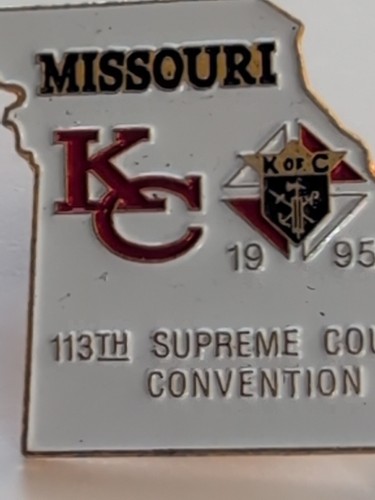 MISSOURI
KC
K OF C
19 95
113TH SUPREME COU
CONVENTION